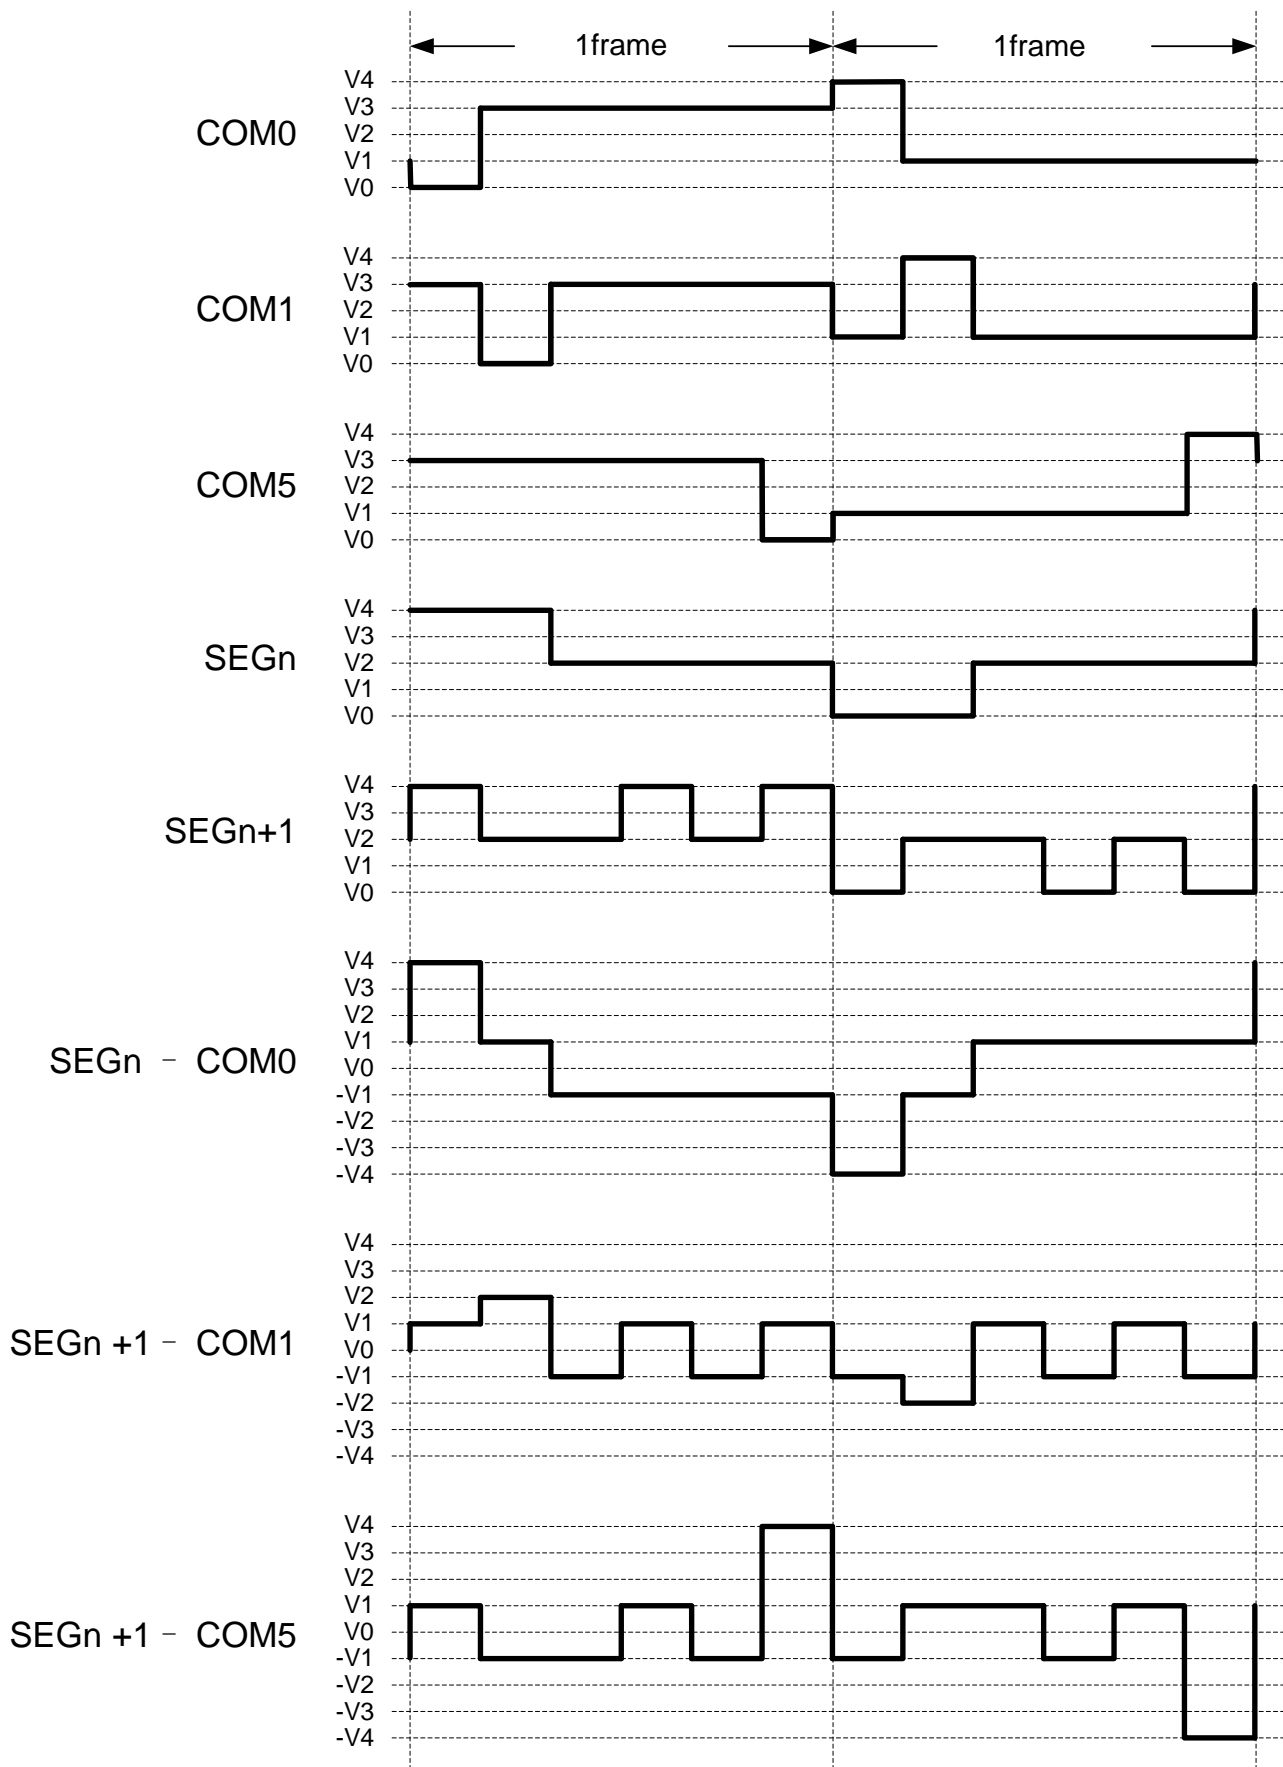 1frame 1frame
V4
V3
COM0 V2
V1
V0
V4
V3
COM1 V2
V1
V0
V4
V3
COM5 V2
V1
V0
V4
V3
SEGn V2
V1
V0
V4
V3
SEGn+1 V2
V1
V0
V4
V3
V2
V1
SEGn - COM0 V0
-V1
-V2
-V3
-V4
V4
V3
V2
V1
SEGn +1 - COM1 V0
-V1
-V2
-V3
-V4
V4
V3
V2
V1
SEGn +1 - COM5 V0
-V1
-V2
-V3
-V4